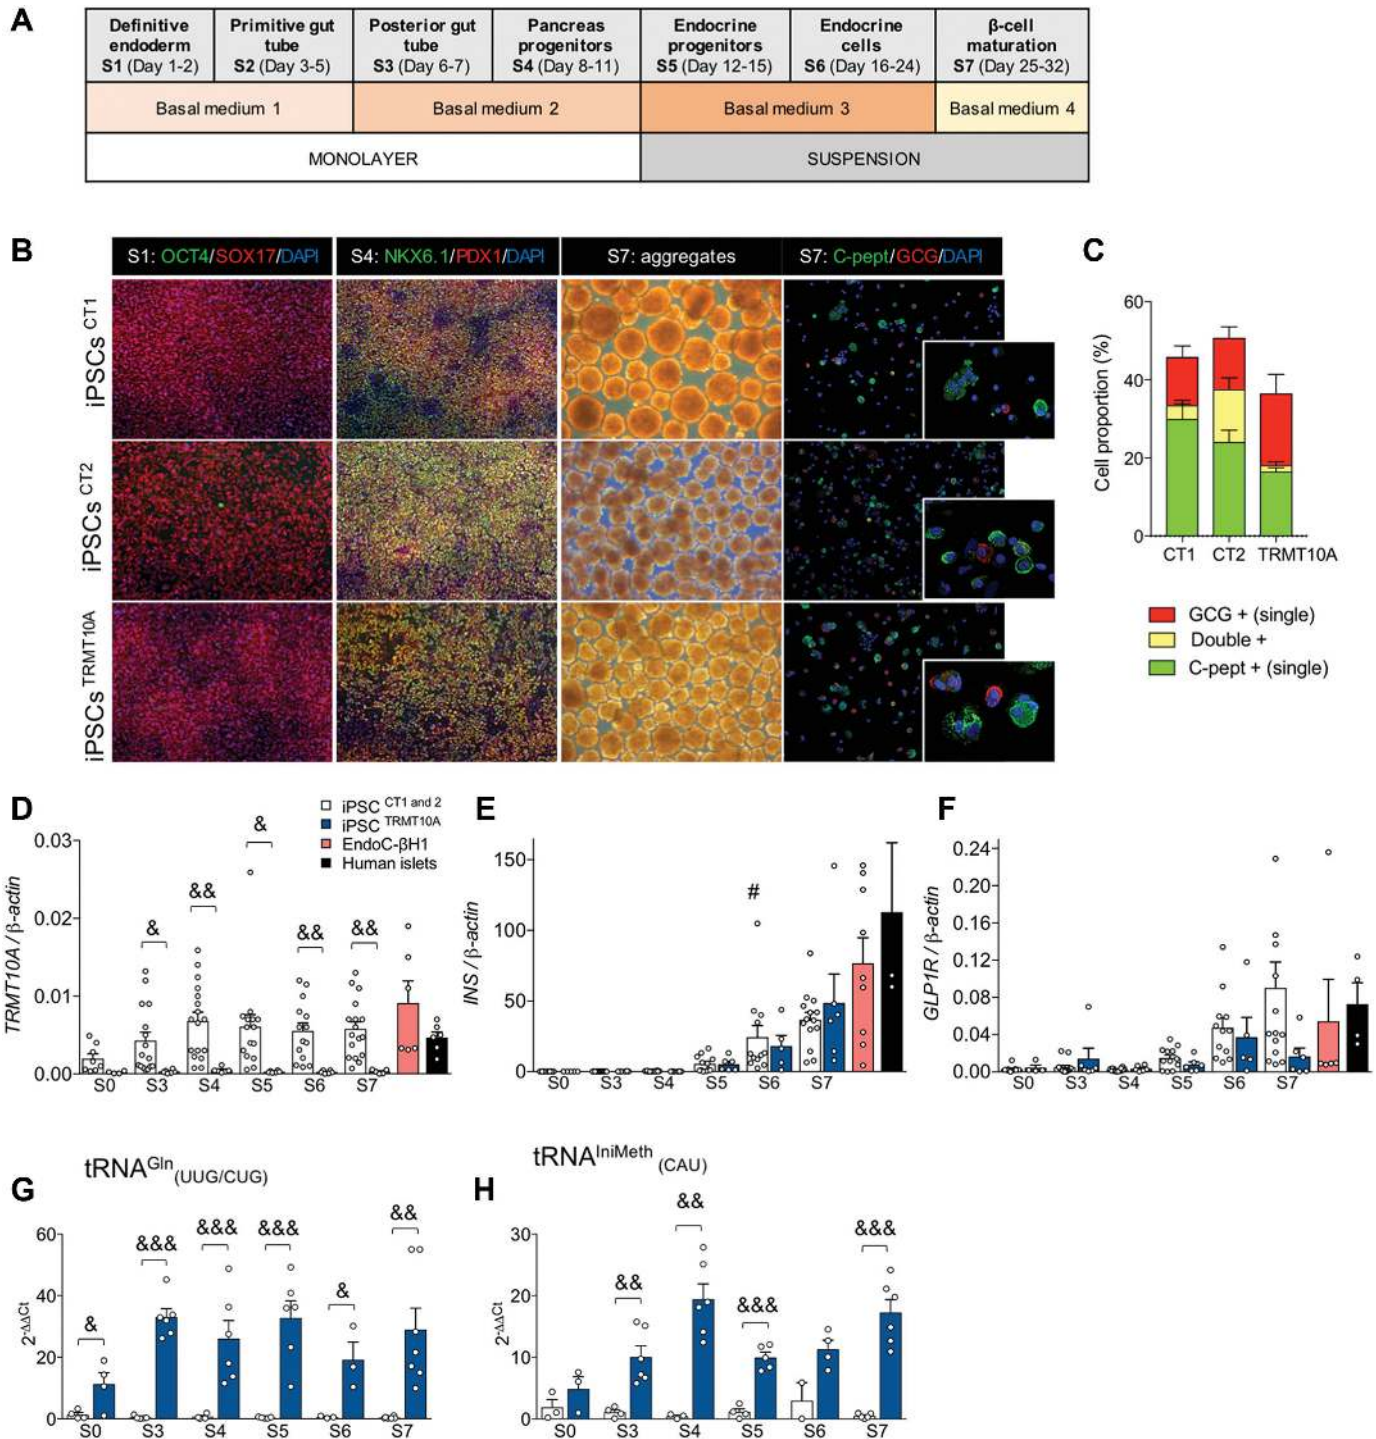 A
Definitive endoderm S1 (Day 1-2)
Primitive gut tube S2 (Day 3-5)
Posterior gut tube S3 (Day 6-7)
Pancreas progenitors S4 (Day 8-11)
Endocrine progenitors S5 (Day 12-15)
Endocrine cells S6 (Day 16-24)
β-cell maturation S7 (Day 25-32)
Basal medium 1
Basal medium 2
Basal medium 3
Basal medium 4
MONOLAYER
SUSPENSION
B
S1: OCT4/SOX17/DAPI
S4: NKX6.1/PDX1/DAPI
S7: aggregates
S7: C-pept/GCG/DAPI
iPSCs CT1
iPSCs CT2
iPSCs TRMT10A
C
Cell proportion (%)
60
40
20
0
CT1
CT2
TRMT10A
GCG + (single)
Double +
C-pept + (single)
D
iPSC CT1 and 2
iPSC TRMT10A
EndoC-βH1
Human islets
TRMT10A / β-actin
0.03
0.02
0.01
0.00
&
&&
&
&&
&&
S0
S3
S4
S5
S6
S7
E
INS / β-actin
150
100
50
0
#
S0
S3
S4
S5
S6
S7
F
GLP1R / β-actin
0.24
0.20
0.16
0.12
0.08
0.04
0.00
S0
S3
S4
S5
S6
S7
G
tRNA Gln (UUG/CUG)
2-ΔΔCt
60
40
20
0
&
&&&
&&&
&&&
&
&&
S0
S3
S4
S5
S6
S7
H
tRNA IniMeth (CAU)
2-ΔΔCt
30
20
10
0
&&
&&
&&&
&&&
S0
S3
S4
S5
S6
S7